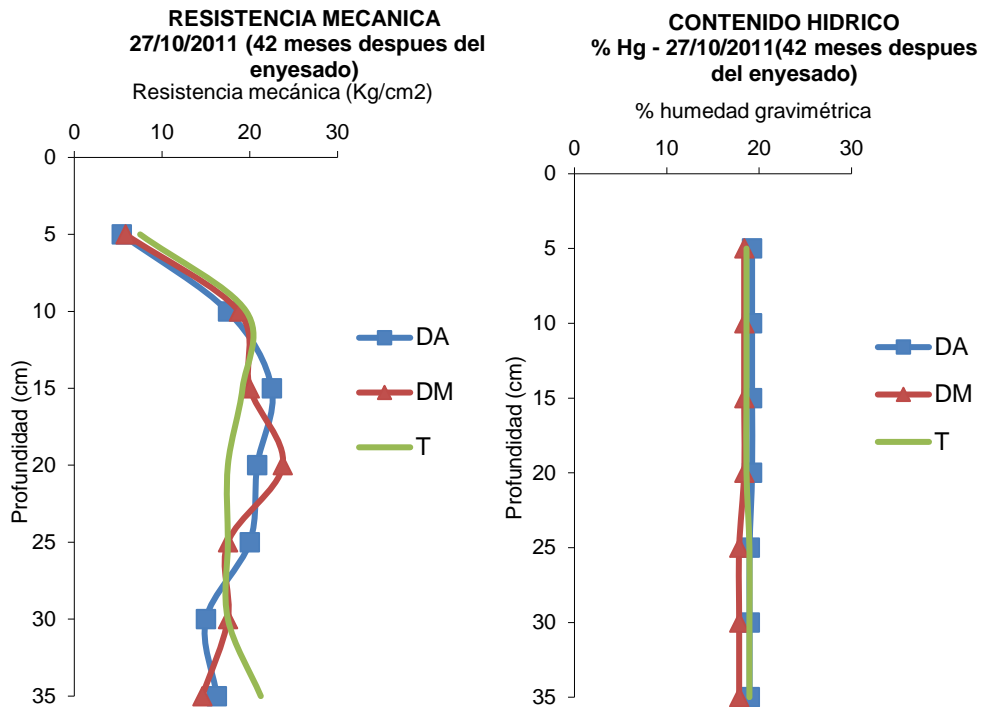 RESISTENCIA MECANICA
27/10/2011 (42 meses despues del
enyesado)
Resistencia mecánica (Kg/cm2)
0 10 20 30
0
5
10
15
20
25
30
35
Profundidad (cm)
DA
DM
T
CONTENIDO HIDRICO
% Hg - 27/10/2011(42 meses despues
del enyesado)
% humedad gravimétrica
0 10 20 30
0
5
10
15
20
25
30
35
Profundidad (cm)
DA
DM
T